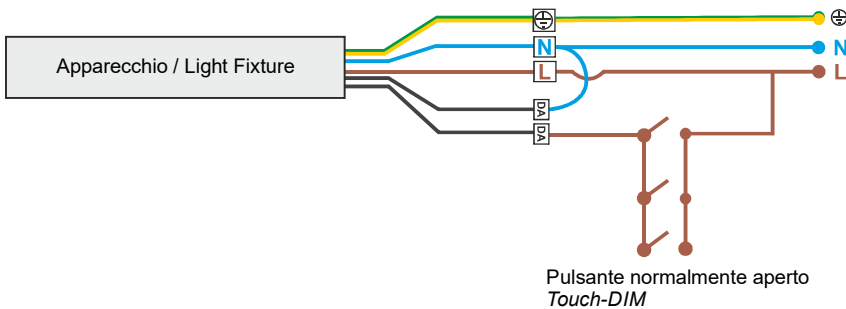 N N
Apparecchio / Light Fixture
L L
DA
DA
Pulsante normalmente aperto
Touch-DIM